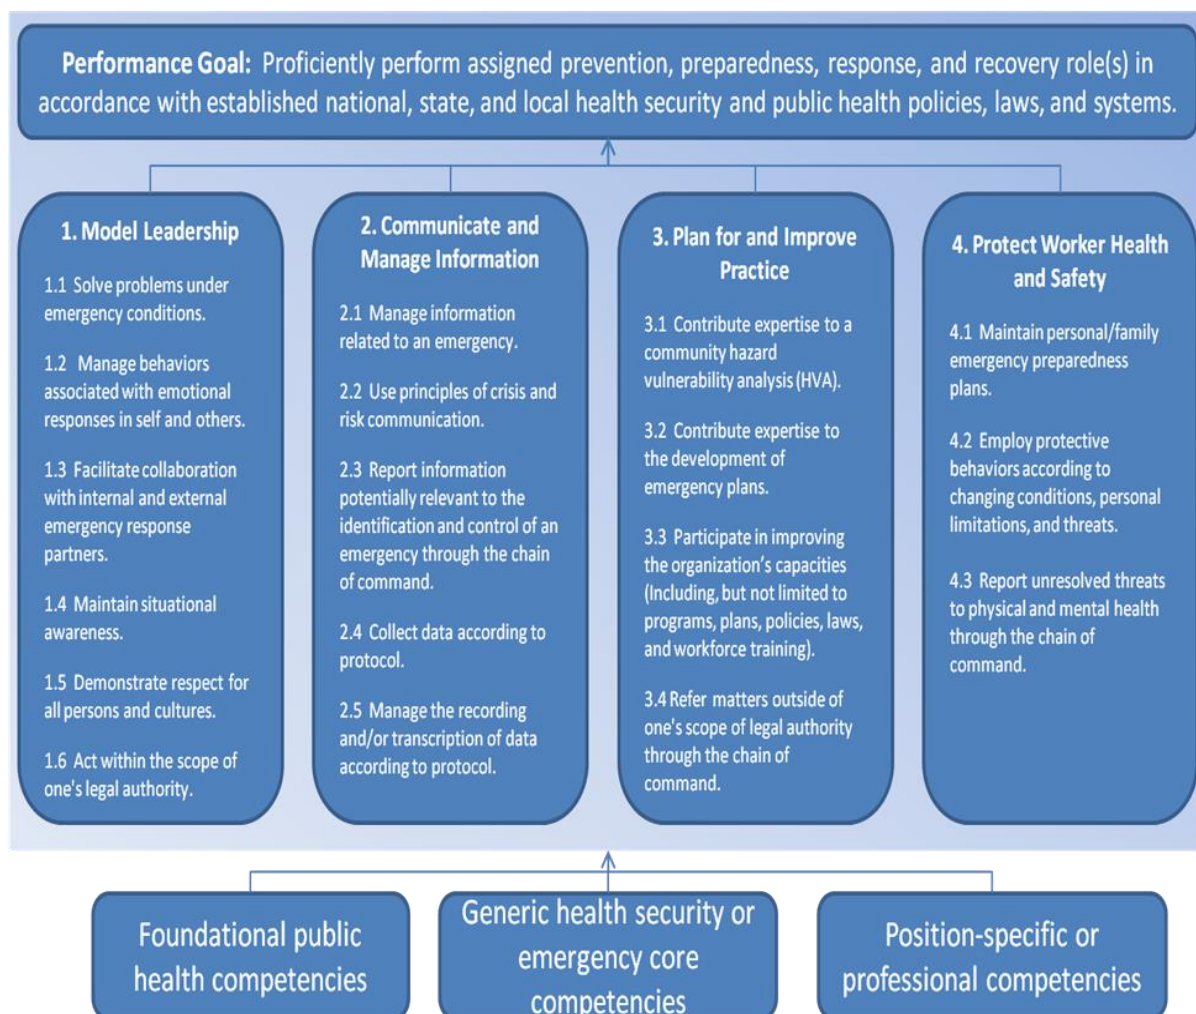 Performance Goal: Proficiently perform assigned prevention, preparedness, response, and recovery role(s) in
accordance with established national, state, and local health security and public health policies, laws, and systems.
1. Model Leadership
1.1 Solve problems under
emergency conditions.
1.2 Manage behaviors
associated with emotional
responses in self and others.
1.3 Facilitate collaboration
with internal and external
emergency response
partners.
1.4 Maintain situational
awareness.
1.5 Demonstrate respect for
all persons and cultures.
1.6 Act within the scope of
one's legal authority.
2. Communicate and
Manage Information
2.1 Manage information
related to an emergency.
2.2 Use principles of crisis and
risk communication.
2.3 Report information
potentially relevant to the
identification and control of an
emergency through the chain
of command.
2.4 Collect data according to
protocol.
2.5 Manage the recording
and/or transcription of data
according to protocol.
3. Plan for and Improve
Practice
3.1 Contribute expertise to a
community hazard
vulnerability analysis (HVA).
3.2 Contribute expertise to
the development of
emergency plans.
3.3 Participate in improving
the organization's capacities
(Including, but not limited to
programs, plans, policies, laws,
and workforce training).
3.4 Refer matters outside of
one's scope of legal authority
through the chain of
command.
4. Protect Worker Health
and Safety
4.1 Maintain personal/family
emergency preparedness
plans.
4.2 Employ protective
behaviors according to
changing conditions, personal
limitations, and threats.
4.3 Report unresolved threats
to physical and mental health
through the chain of
command.
Foundational public
health competencies
Generic health security or
emergency core
competencies
Position-specific or
professional competencies